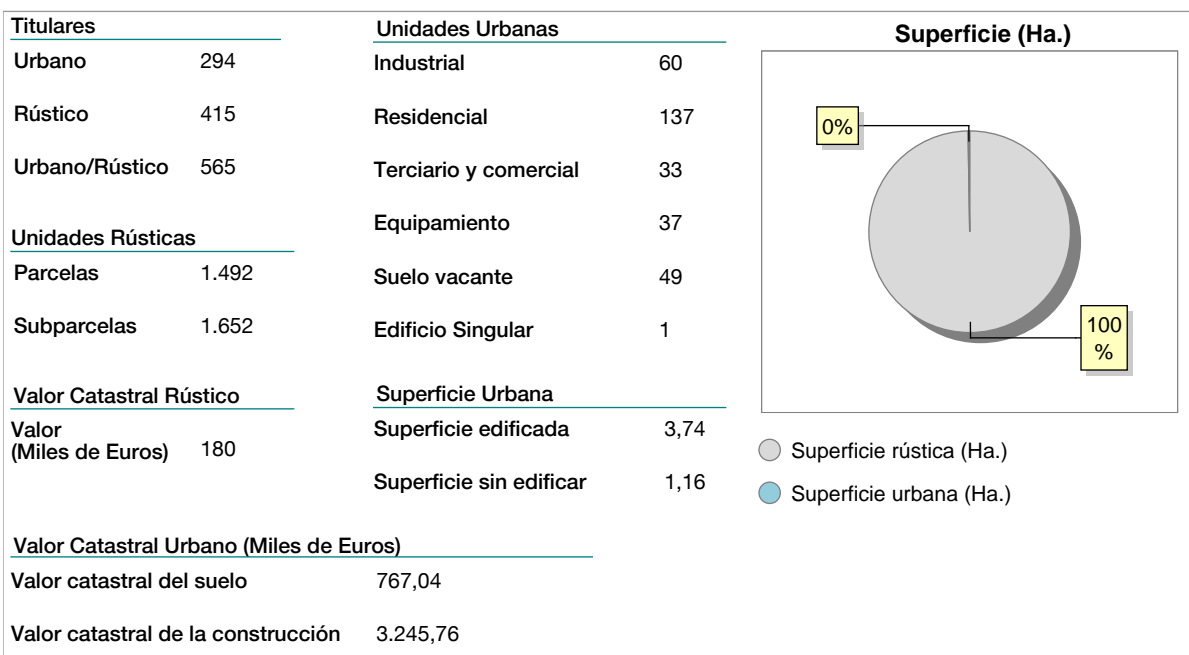 Titulares
Urbano 294
Rústico 415
Urbano/Rústico 565
Unidades Rústicas
Parcelas 1.492
Subparcelas 1.652
Valor Catastral Rústico
Valor
(Miles de Euros) 180
Unidades Urbanas
Industrial 60
Residencial 137
Terciario y comercial 33
Equipamiento 37
Suelo vacante 49
Edificio Singular 1
Superficie Urbana
Superficie edificada 3,74
Superficie sin edificar 1,16
Superficie (Ha.)
0%
100
%
Superficie rústica (Ha.)
Superficie urbana (Ha.)
Valor Catastral Urbano (Miles de Euros)
Valor catastral del suelo 767,04
Valor catastral de la construcción 3.245,76